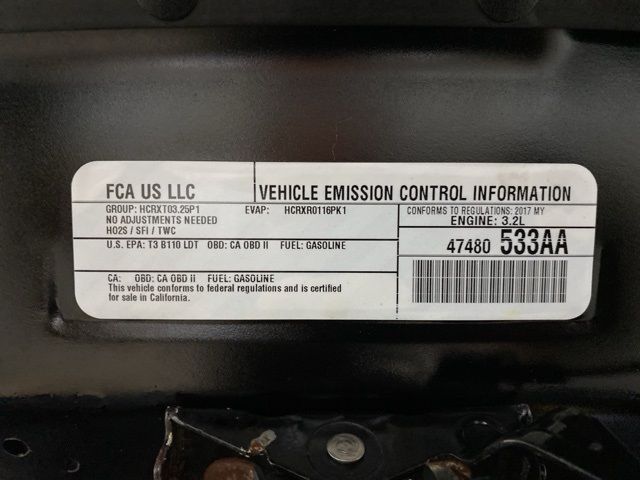 FCA US LLC
VEHICLE EMISSION CONTROL INFORMATION
GROUP: HCRXT03.25P1 EVAP: HCRXR0116PK1
NO ADJUSTMENTS NEEDED
HO2S / SFI / TWC
CONFORMS TO REGULATIONS: 2017 MY
ENGINE: 3.2L
U.S. EPA: T3 B110 LDT OBD: CA OBD II FUEL: GASOLINE
47480 533AA
CA: OBD: CA OBD II FUEL: GASOLINE
This vehicle conforms to federal regulations and is certified
for sale in California.